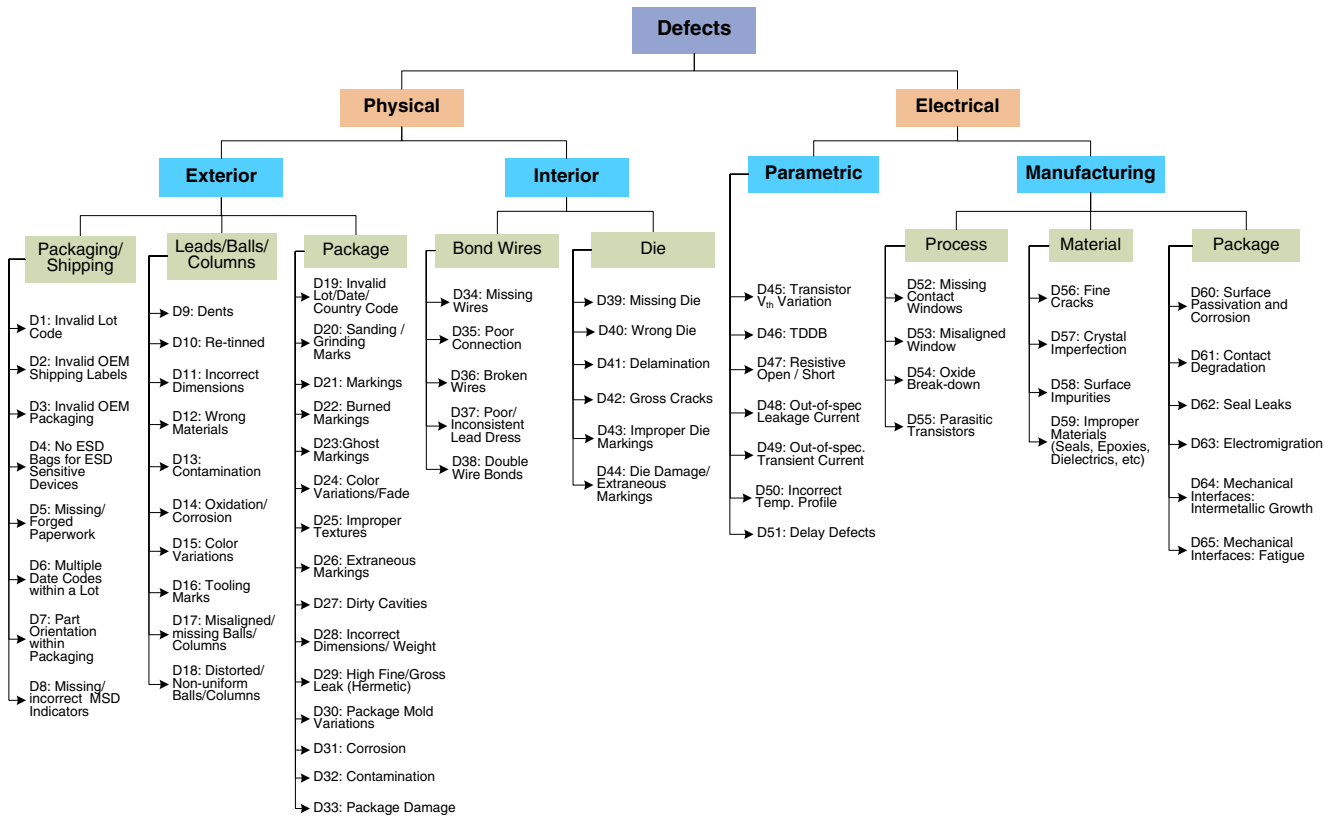 Defects
Physical
Electrical
Exterior
Interior
Parametric
Manufacturing
Packaging/
Shipping
D1: Invalid Lot
Code
D2: Invalid OEM
Shipping Labels
D3: Invalid OEM
Packaging
D4: No ESD
Bags for ESD
Sensitive
Devices
D5: Missing/
Forged
Paperwork
D6: Multiple
Date Codes
within a Lot
D7: Part
Orientation
within
Packaging
D8: Missing/
incorrect MSD
Indicators
Leads/Balls/
Columns
D9: Dents
D10: Re-tinned
D11: Incorrect
Dimensions
D12: Wrong
Materials
D13:
Contamination
D14: Oxidation/
Corrosion
D15: Color
Variations
D16: Tooling
Marks
D17: Misaligned/
missing Balls/
Columns
D18: Distorted/
Non-uniform
Balls/Columns
Package
D19: Invalid
Lot/Date/
Country Code
D20: Sanding /
Grinding
Marks
D21: Markings
D22: Burned
Markings
D23:Ghost
Markings
D24: Color
Variations/Fade
D25: Improper
Textures
D26: Extraneous
Markings
D27: Dirty Cavities
D28: Incorrect
Dimensions/ Weight
D29: High Fine/Gross
Leak (Hermetic)
D30: Package Mold
Variations
D31: Corrosion
D32: Contamination
D33: Package Damage
Bond Wires
D34: Missing
Wires
D35: Poor
Connection
D36: Broken
Wires
D37: Poor/
Inconsistent
Lead Dress
D38: Double
Wire Bonds
Die
D39: Missing Die
D40: Wrong Die
D41: Delamination
D42: Gross Cracks
D43: Improper Die
Markings
D44: Die Damage/
Extraneous
Markings
D45: Transistor
Vth Variation
D46: TDDB
D47: Resistive
Open / Short
D48: Out-of-spec
Leakage Current
D49: Out-of-spec.
Transient Current
D50: Incorrect
Temp. Profile
D51: Delay Defects
Process
D52: Missing
Contact
Windows
D53: Misaligned
Window
D54: Oxide
Break-down
D55: Parasitic
Transistors
Material
D56: Fine
Cracks
D57: Crystal
Imperfection
D58: Surface
Impurities
D59: Improper
Materials
(Seals, Epoxies,
Dielectrics, etc)
Package
D60: Surface
Passivation and
Corrosion
D61: Contact
Degradation
D62: Seal Leaks
D63: Electromigration
D64: Mechanical
Interfaces:
Intermetallic Growth
D65: Mechanical
Interfaces: Fatigue